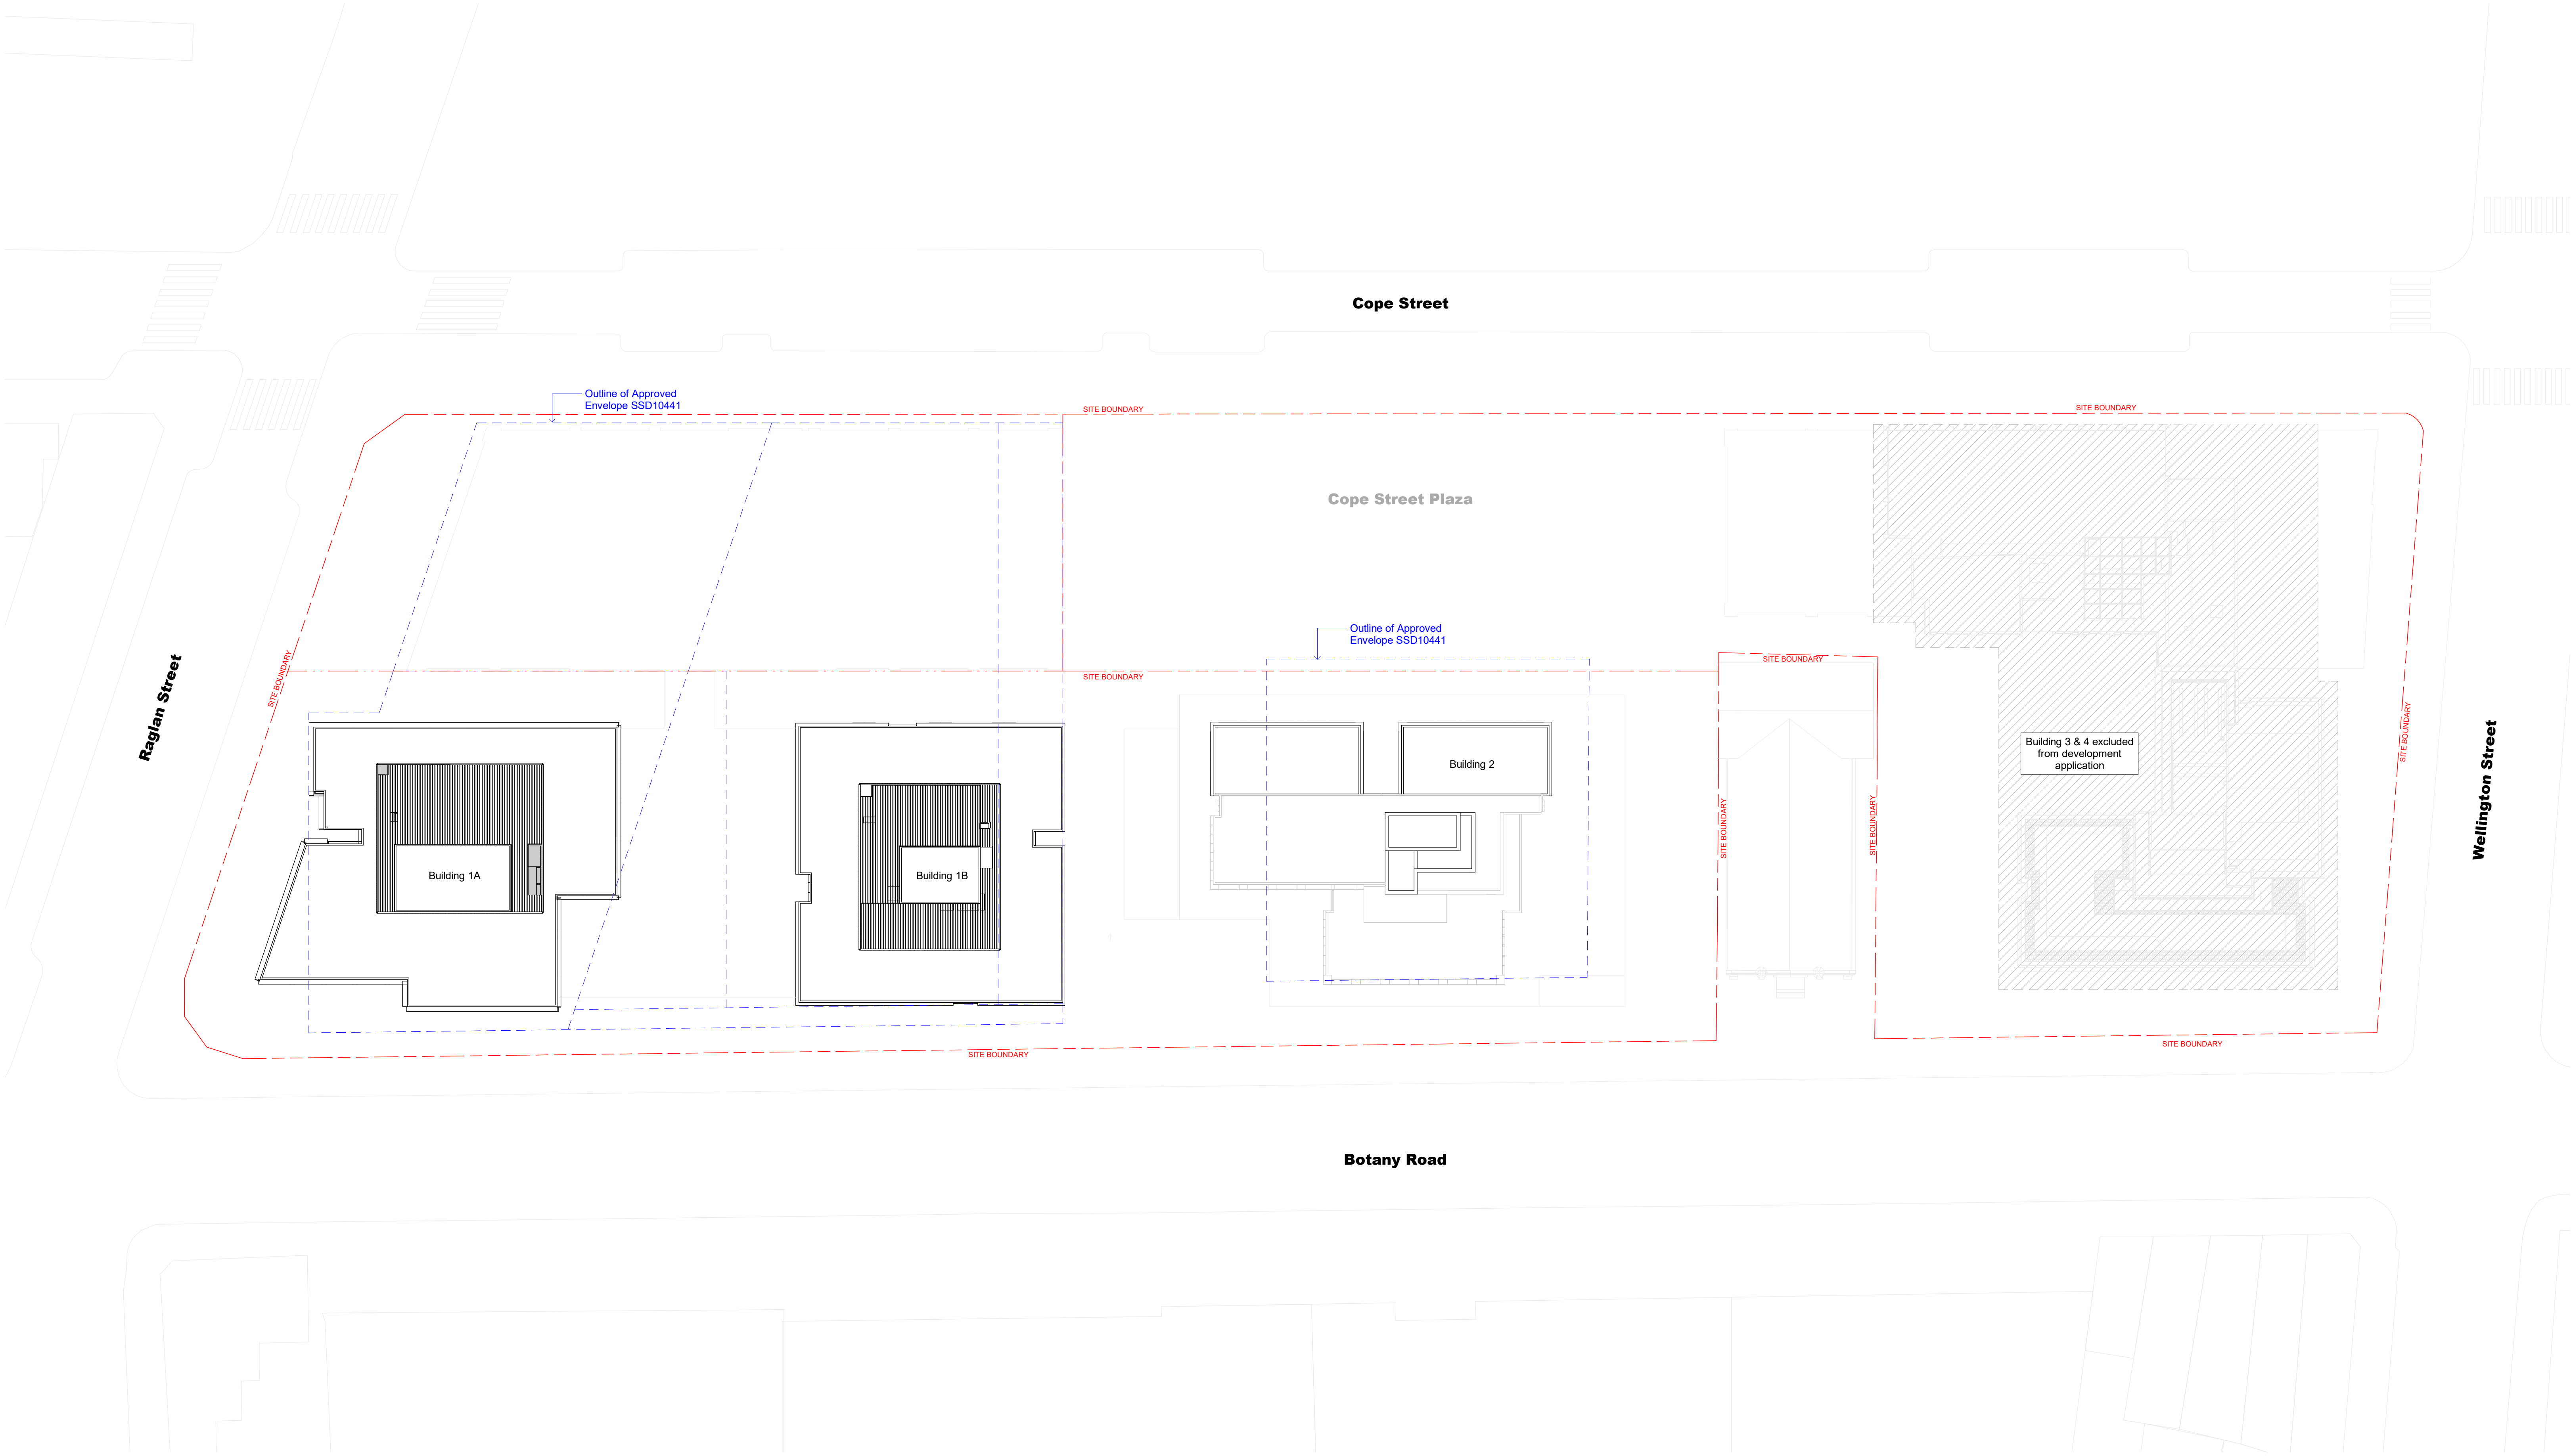 Cope Street
Outline of Approved
Envelope SSD10441
SITE BOUNDARY
SITE BOUNDARY
Cope Street Plaza
Outline of Approved
Envelope SSD10441
SITE BOUNDARY
SITE BOUNDARY
SITE BOUNDARY
Raglan Street
SITE BOUNDARY
Wellington Street
Building 3 & 4 excluded
from development
application
Building 2
SITE BOUNDARY
SITE BOUNDARY
Building 1A
Building 1B
SITE BOUNDARY
SITE BOUNDARY
Botany Road